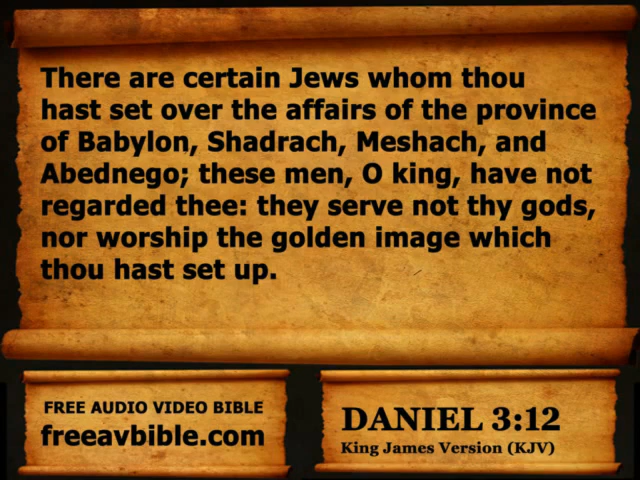 There are certain Jews whom thou
hast set over the affairs of the province
of Babylon, Shadrach, Meshach, and
Abednego; these men, O king, have not
regarded thee: they serve not thy gods,
nor worship the golden image which
thou hast set up.
FREE AUDIO VIDEO BIBLE
freeavbible.com
DANIEL 3:12
King James Version (KJV)